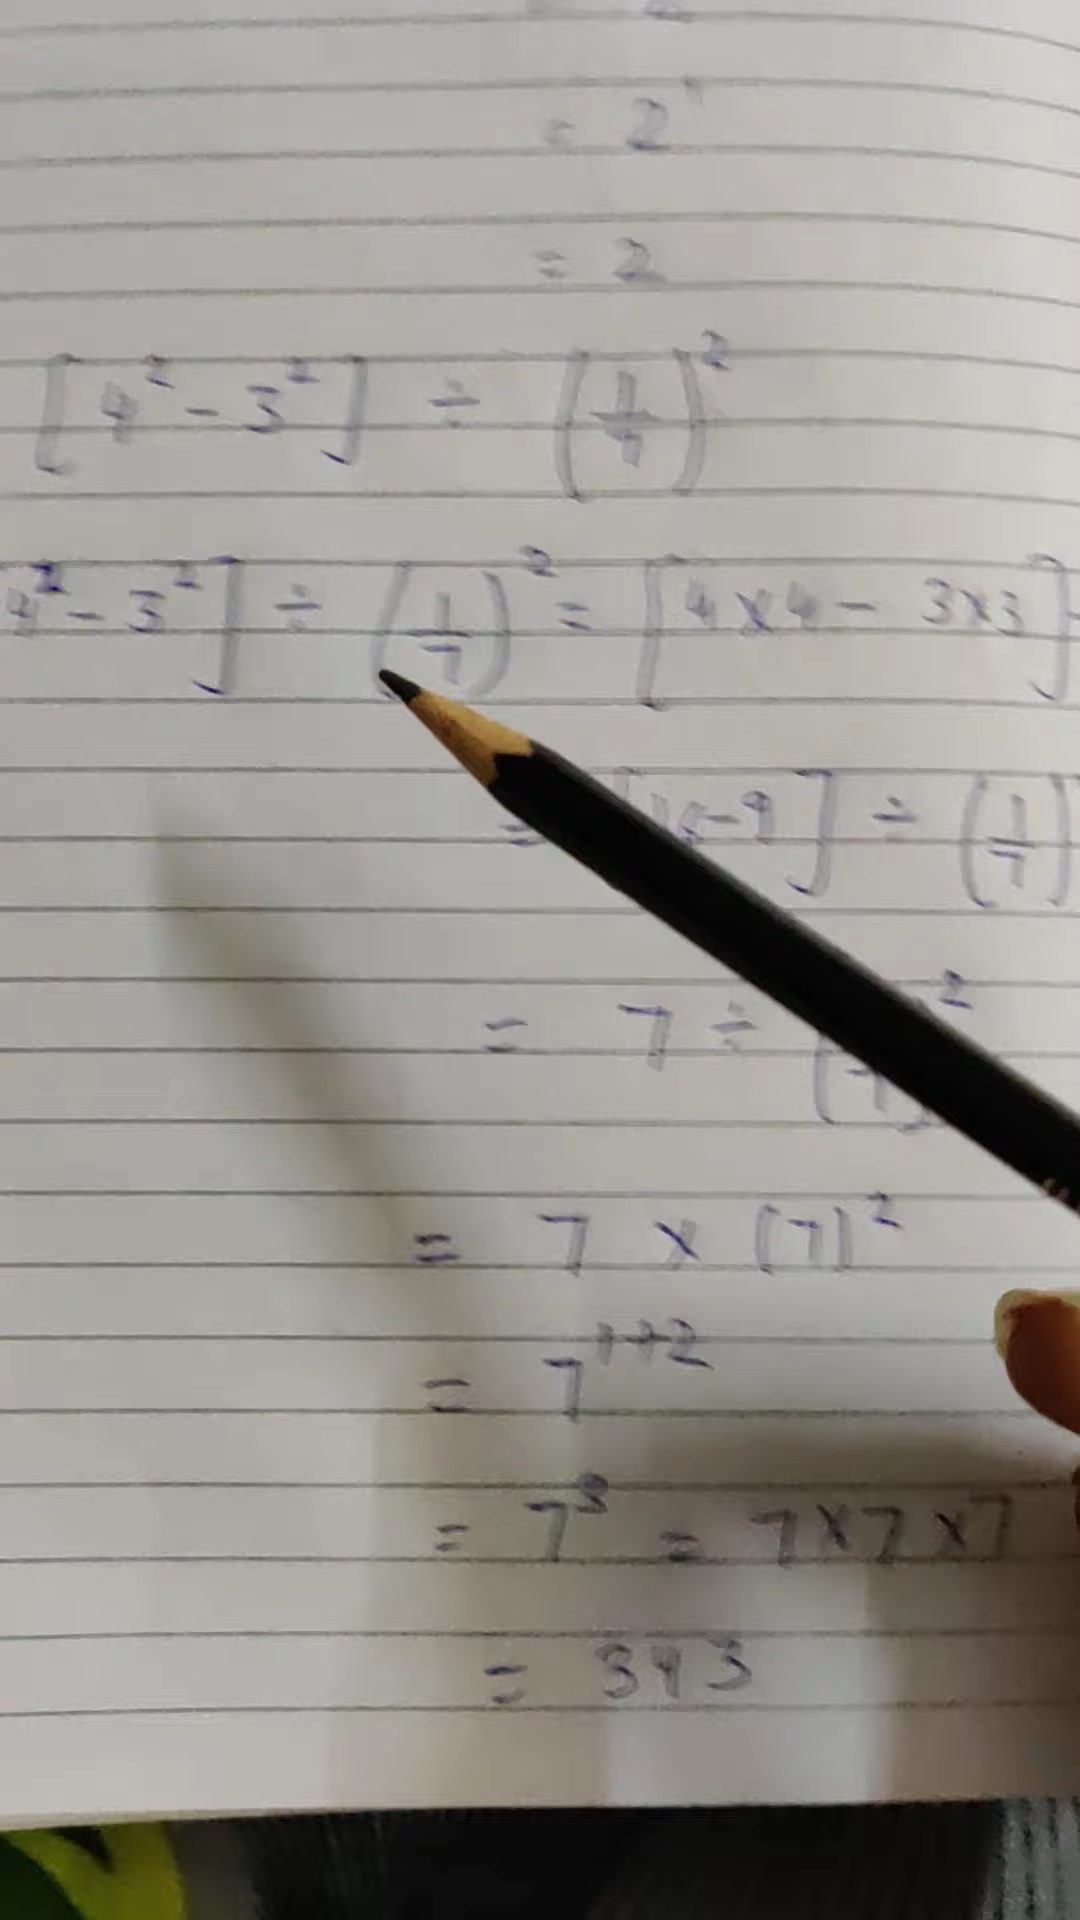 = 2
= 2
[4² - 3²] ÷ (1/7)²
4² - 3²] ÷ (1/7)² = [4 x 4 - 3 x 3]
= [16 - 9] ÷ (1/7)
= 7 ÷ ( )²
= 7 x (7)²
= 7¹⁺²
= 7³ = 7 x 7 x 7
= 343